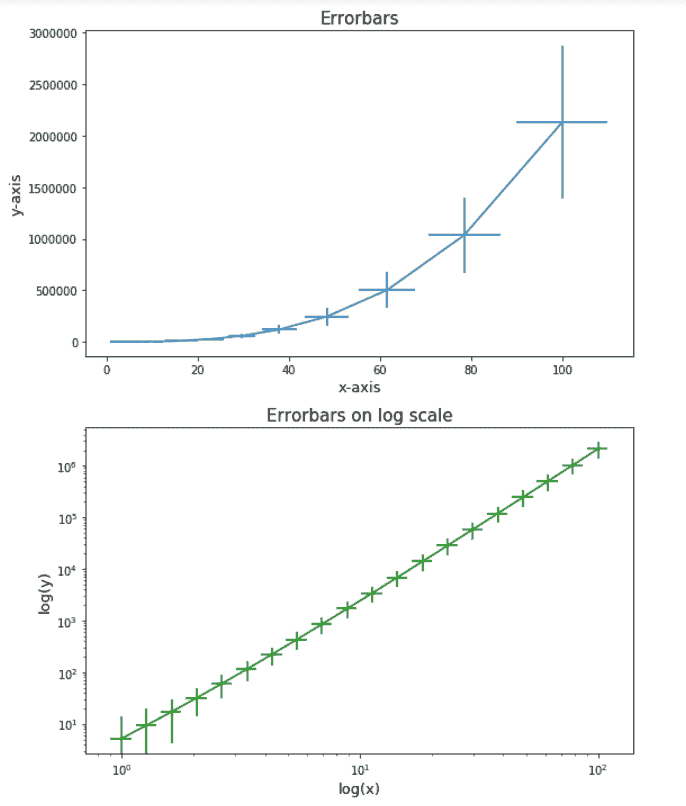 Errorbars
3000000
2500000
2000000
1500000
1000000
500000
0
y-axis
0 20 40 60 80 100
x-axis
Errorbars on log scale
10⁶
10⁵
10⁴
10³
10²
10¹
log(y)
10⁰ 10¹ 10²
log(x)